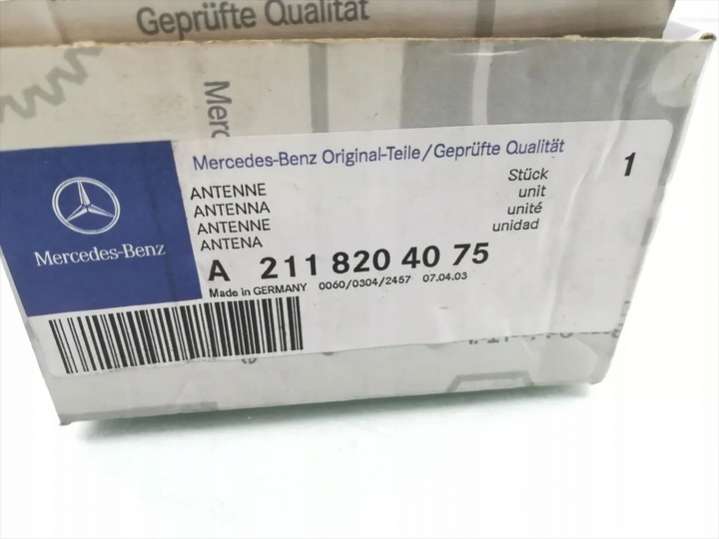 Geprüfte Qualität
Merc
Mercedes-Benz Original-Teile/Geprüfte Qualität
ANTENNE Stück 1
ANTENNA unit
ANTENNE unité
ANTENA unidad
Mercedes-Benz
A 211 820 40 75
Made in GERMANY 0060/0304/2457 07.04.03